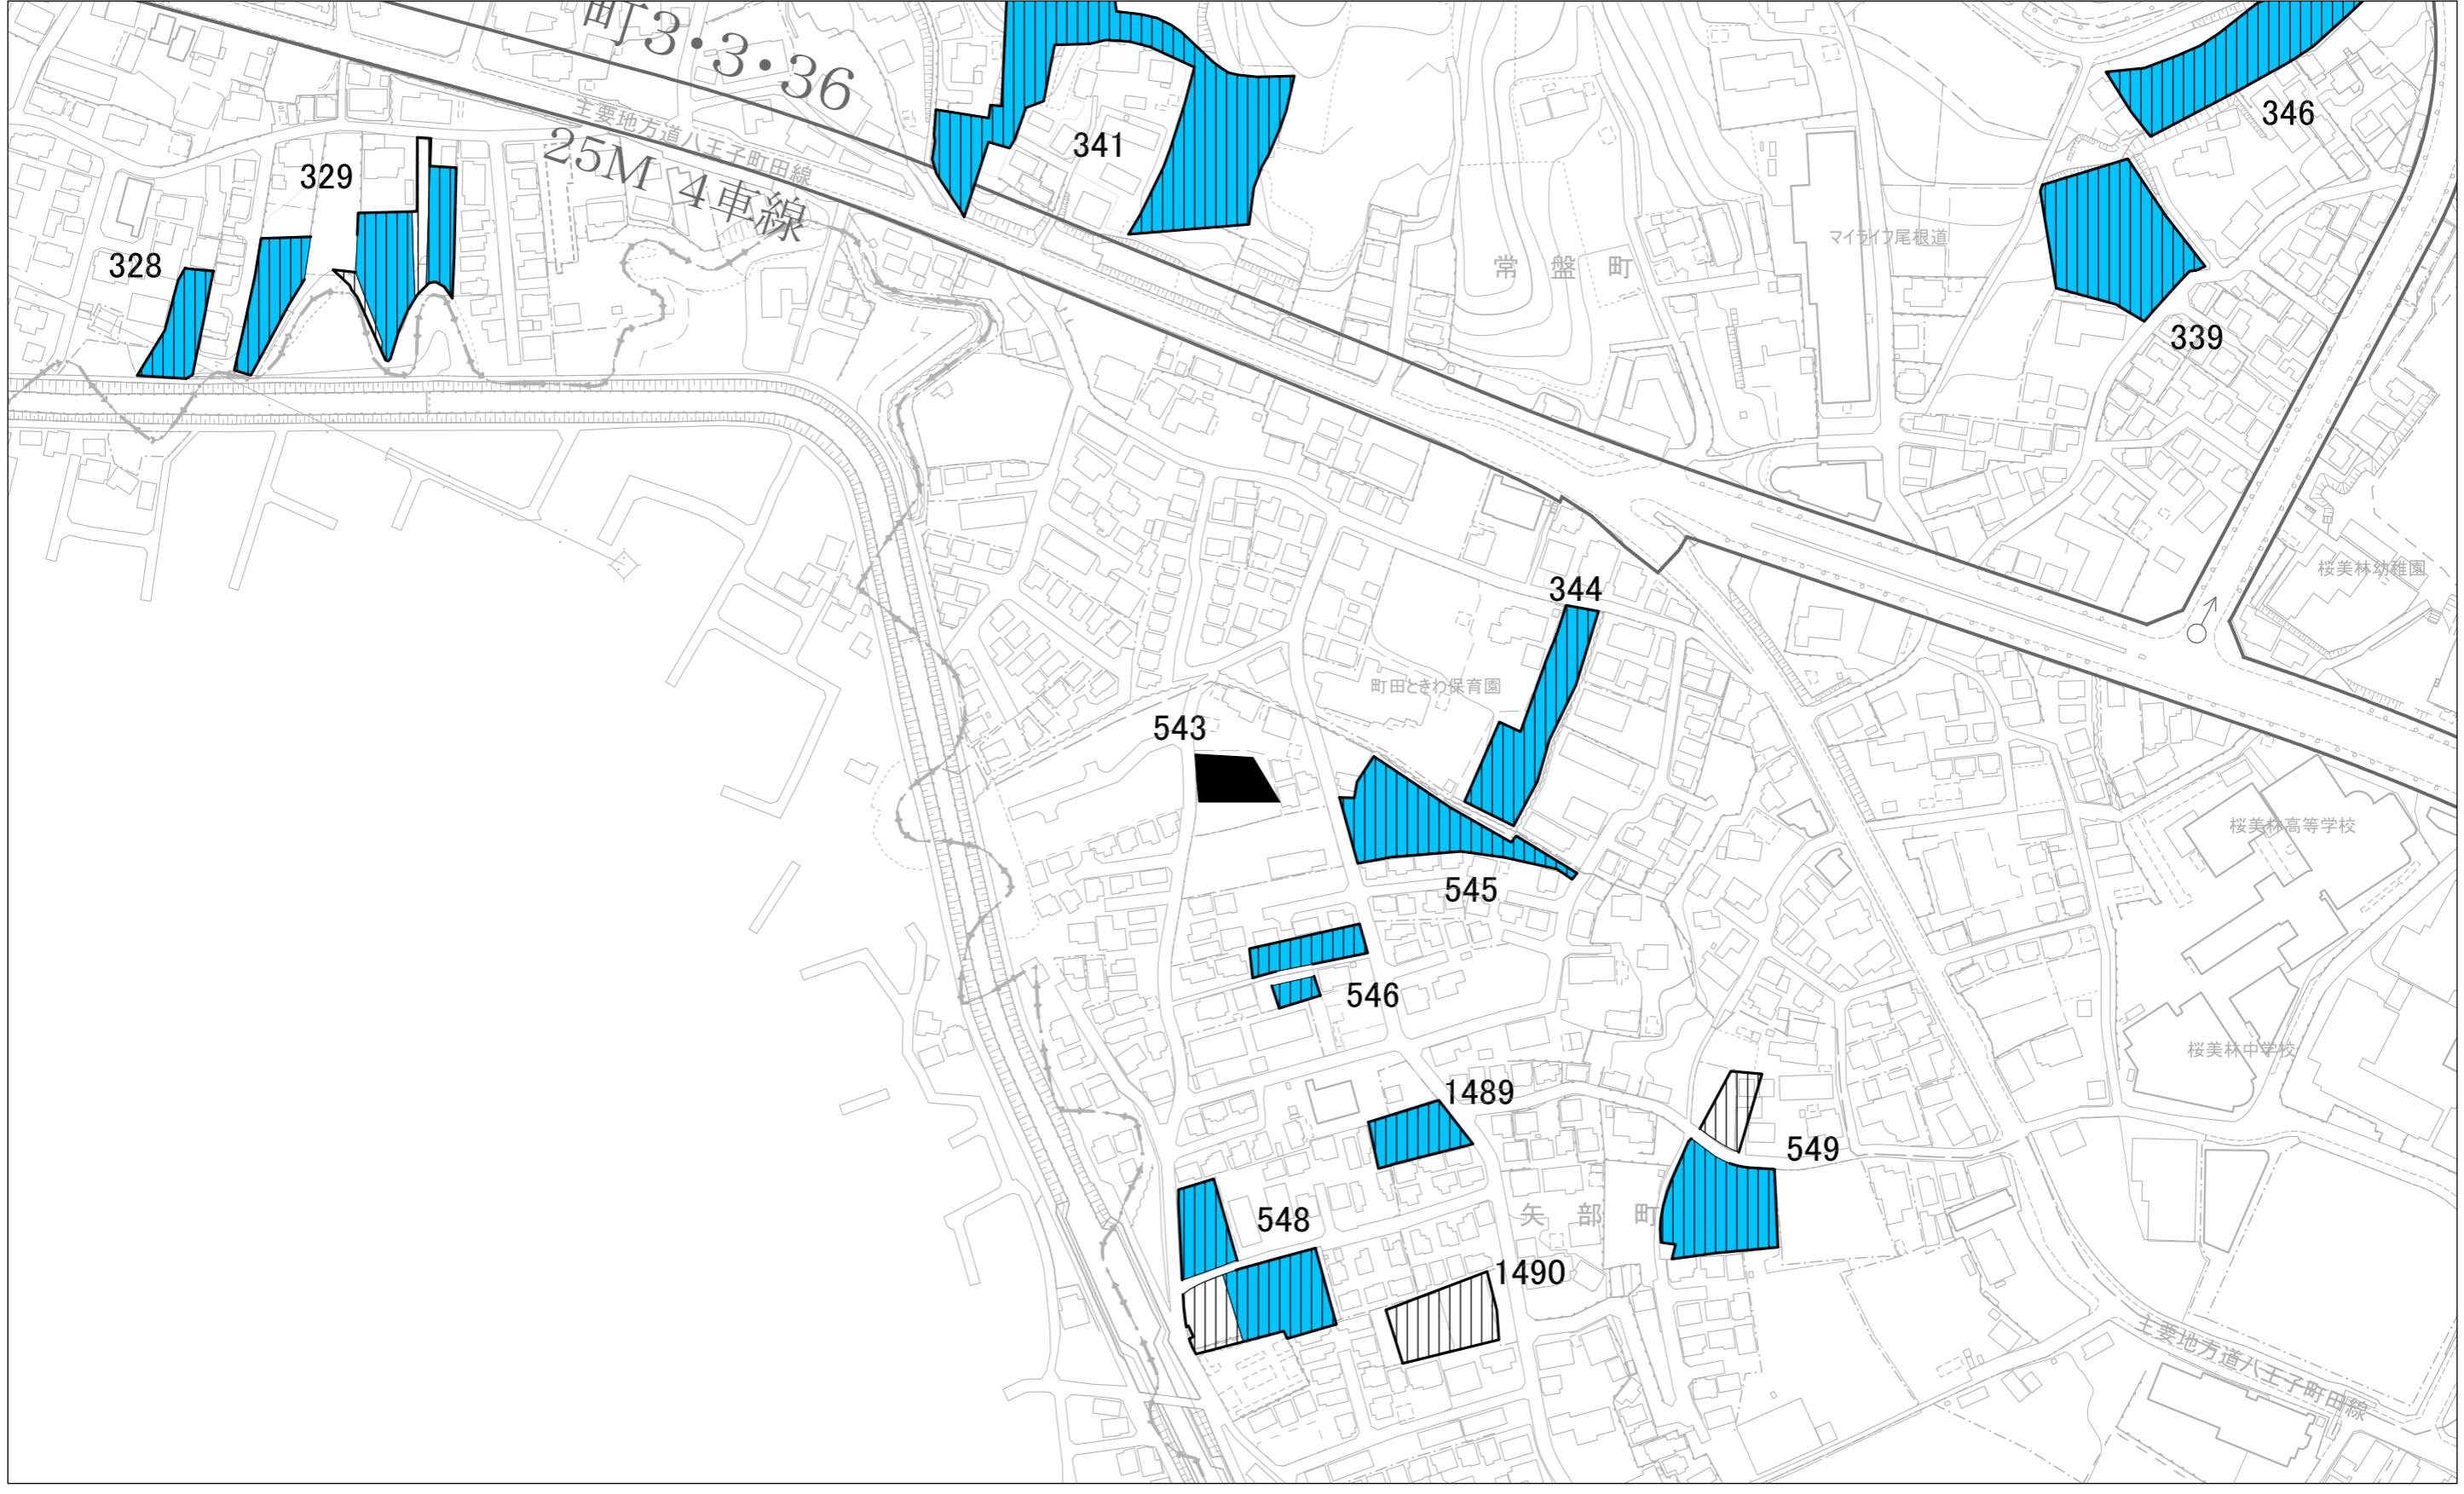 町3・3・36
主要地方道八王子町田線
25M 4車線
341
346
329
328
マイライフ尾根道
常盤町
339
桜美林幼稚園
344
町田ときわ保育園
543
桜美林高等学校
545
546
桜美林中学校
1489
549
矢部町
548
1490
主要地方道八王子町田線